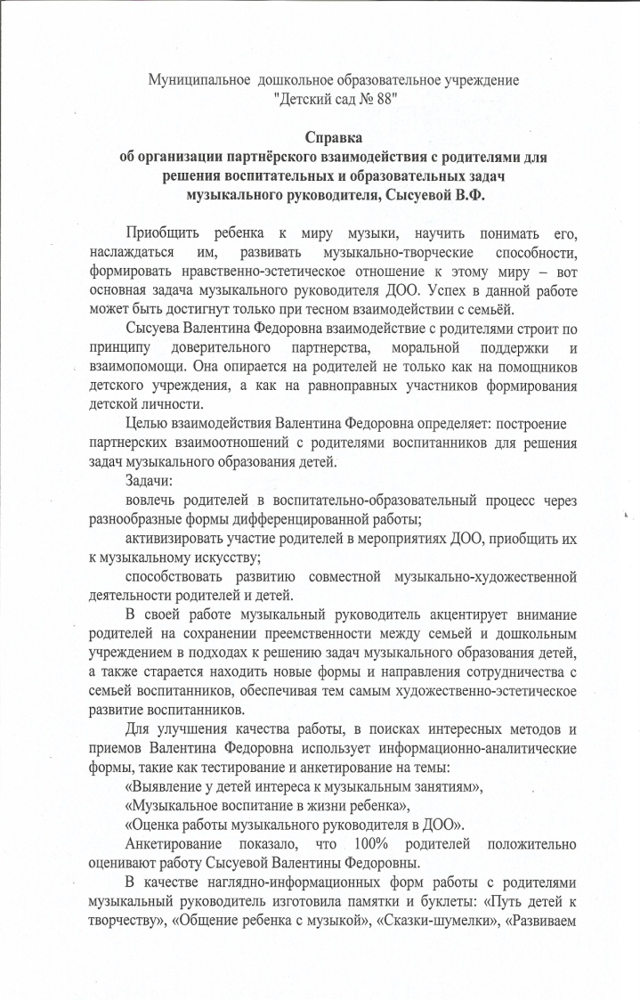 Муниципальное дошкольное образовательное учреждение
"Детский сад № 88"
Справка
об организации партнёрского взаимодействия с родителями для
решения воспитательных и образовательных задач
музыкального руководителя, Сысуевой В.Ф.
Приобщить ребенка к миру музыки, научить понимать его,
наслаждаться им, развивать музыкально-творческие способности,
формировать нравственно-эстетическое отношение к этому миру – вот
основная задача музыкального руководителя ДОО. Успех в данной работе
может быть достигнут только при тесном взаимодействии с семьёй.
Сысуева Валентина Федоровна взаимодействие с родителями строит по
принципу доверительного партнерства, моральной поддержки и
взаимопомощи. Она опирается на родителей не только как на помощников
детского учреждения, а как на равноправных участников формирования
детской личности.
Целью взаимодействия Валентина Федоровна определяет: построение
партнерских взаимоотношений с родителями воспитанников для решения
задач музыкального образования детей.
Задачи:
вовлечь родителей в воспитательно-образовательный процесс через
разнообразные формы дифференцированной работы;
активизировать участие родителей в мероприятиях ДОО, приобщить их
к музыкальному искусству;
способствовать развитию совместной музыкально-художественной
деятельности родителей и детей.
В своей работе музыкальный руководитель акцентирует внимание
родителей на сохранении преемственности между семьей и дошкольным
учреждением в подходах к решению задач музыкального образования детей,
а также старается находить новые формы и направления сотрудничества с
семьей воспитанников, обеспечивая тем самым художественно-эстетическое
развитие воспитанников.
Для улучшения качества работы, в поисках интересных методов и
приемов Валентина Федоровна использует информационно-аналитические
формы, такие как тестирование и анкетирование на темы:
«Выявление у детей интереса к музыкальным занятиям»,
«Музыкальное воспитание в жизни ребенка»,
«Оценка работы музыкального руководителя в ДОО».
Анкетирование показало, что 100% родителей положительно
оценивают работу Сысуевой Валентины Федоровны.
В качестве наглядно-информационных форм работы с родителями
музыкальный руководитель изготовила памятки и буклеты: «Путь детей к
творчеству», «Общение ребенка с музыкой», «Сказки-шумелки», «Развиваем